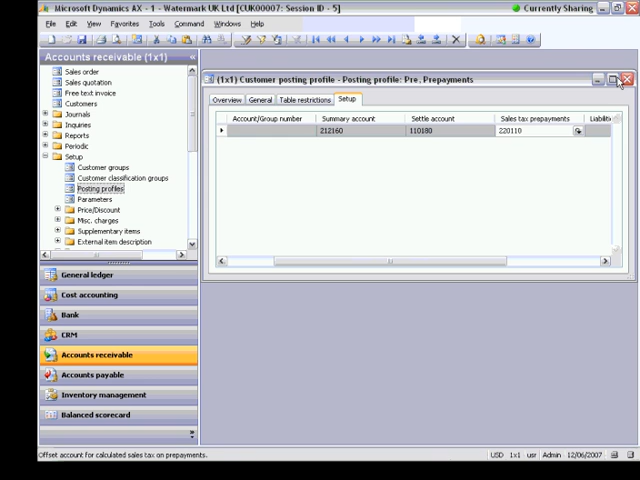 Microsoft Dynamics AX - 1 - Watermark UK Ltd [CUK00007: Session ID - 5]
Currently Sharing
File Edit View Favorites Tools Command Windows Help
Accounts receivable (1x1) «
Sales order
Sales quotation
Free text invoice
Customers
Journals
Inquiries
Reports
Periodic
Setup
Customer groups
Customer classification groups
Posting profiles
Parameters
Price/Discount
Misc. charges
Supplementary items
External item description
General ledger
Cost accounting
Bank
CRM
Accounts receivable
Accounts payable
Inventory management
Balanced scorecard
(1x1) Customer posting profile - Posting profile: Pre, Prepayments
Overview General Table restrictions Setup
Account/Group number Summary account Settle account Sales tax prepayments Liabiliti
212160 110180 220110
Offset account for calculated sales tax on prepayments.
USD 1x1 usr Admin 12/06/2007